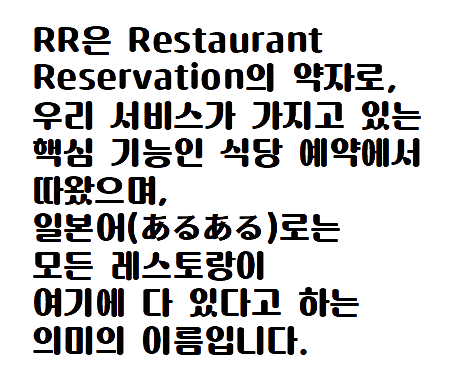 RR은 Restaurant
Reservation의 약자로,
우리 서비스가 가지고 있는
핵심 기능인 식당 예약에서
따왔으며,
일본어(あるある)로는
모든 레스토랑이
여기에 다 있다고 하는
의미의 이름입니다.